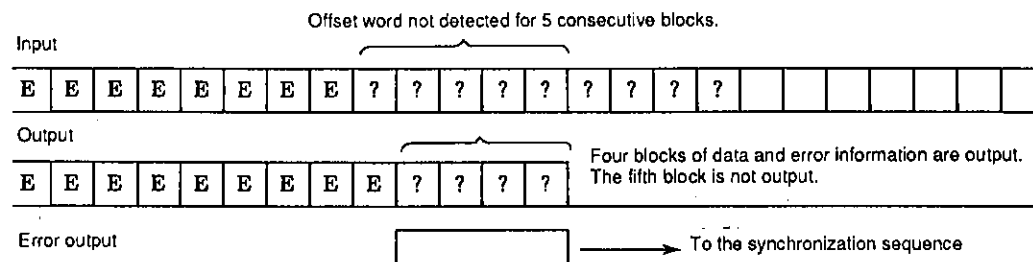 Offset word not detected for 5 consecutive blocks.
Input
E E E E E E E E ? ? ? ? ? ? ? ? ?
Output
E E E E E E E E E ? ? ? ?
Four blocks of data and error information are output.
The fifth block is not output.
Error output
To the synchronization sequence